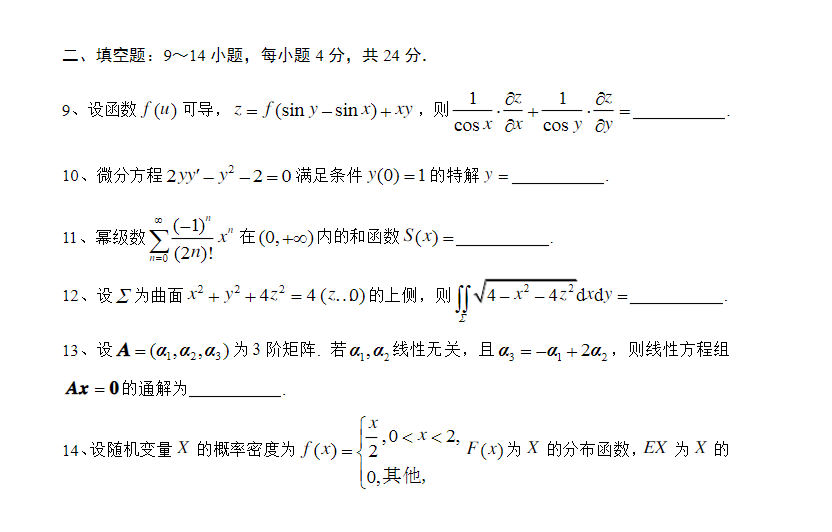 二、填空题：9～14 小题，每小题 4 分，共 24 分.
9、设函数 f (u) 可导，z = f (sin y − sin x) + xy ，则 1/cos x · ∂z/∂x + 1/cos y · ∂z/∂y = ___________.
10、微分方程 2yy′ − y² − 2 = 0 满足条件 y(0) = 1 的特解 y = ___________.
11、幂级数 ∑_{n=0}^{∞} (−1)ⁿ/(2n)! xⁿ 在 (0, +∞) 内的和函数 S(x) = ___________.
12、设 Σ 为曲面 x² + y² + 4z² = 4 (z…0) 的上侧，则 ∬_Σ √(4 − x² − 4z²) dxdy = ___________.
13、设 A = (α₁, α₂, α₃) 为 3 阶矩阵. 若 α₁, α₂ 线性无关，且 α₃ = −α₁ + 2α₂ ，则线性方程组
Ax = 0 的通解为___________.
14、设随机变量 X 的概率密度为 f (x) = { x/2, 0 < x < 2, 0, 其他, F (x) 为 X 的分布函数，EX 为 X 的